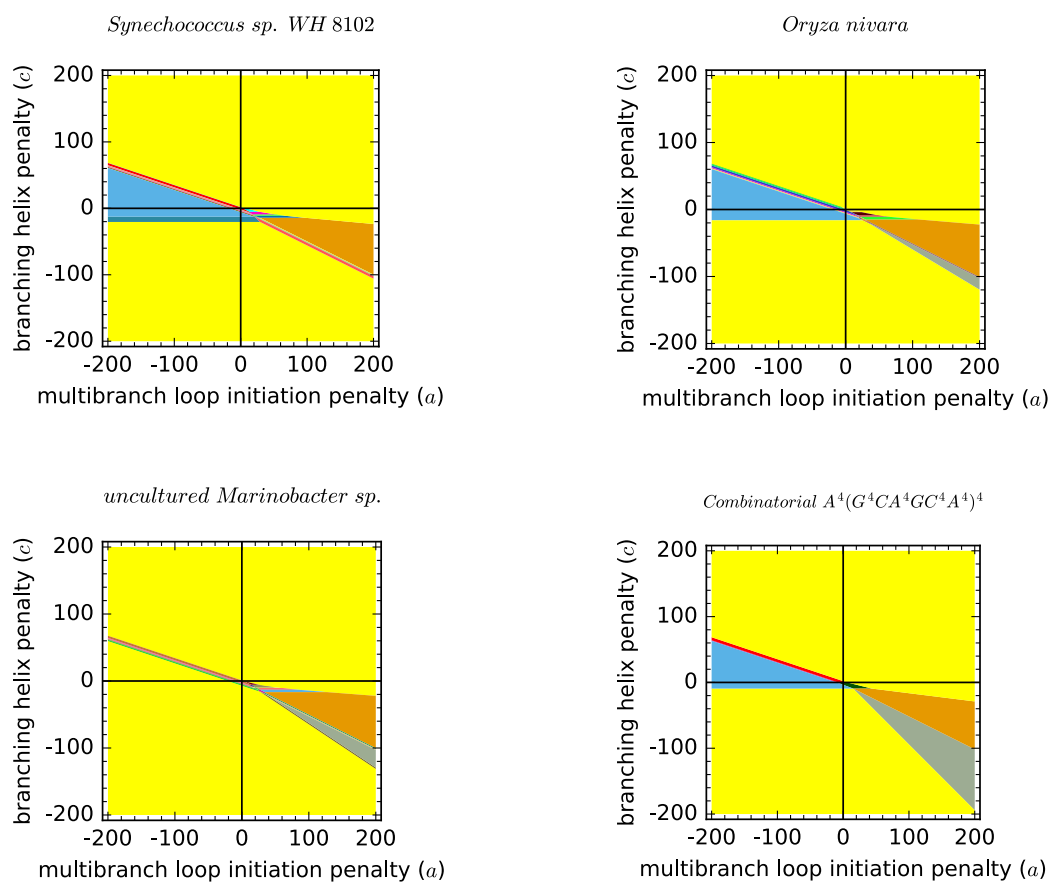 Synechococcus sp. WH 8102
200
100
0
-100
-200
-200 -100 0 100 200
branching helix penalty (c)
multibranch loop initiation penalty (a)
Oryza nivara
200
100
0
-100
-200
-200 -100 0 100 200
branching helix penalty (c)
multibranch loop initiation penalty (a)
uncultured Marinobacter sp.
200
100
0
-100
-200
-200 -100 0 100 200
branching helix penalty (c)
multibranch loop initiation penalty (a)
Combinatorial A⁴(G⁴CA⁴GC⁴A⁴)⁴
200
100
0
-100
-200
-200 -100 0 100 200
branching helix penalty (c)
multibranch loop initiation penalty (a)